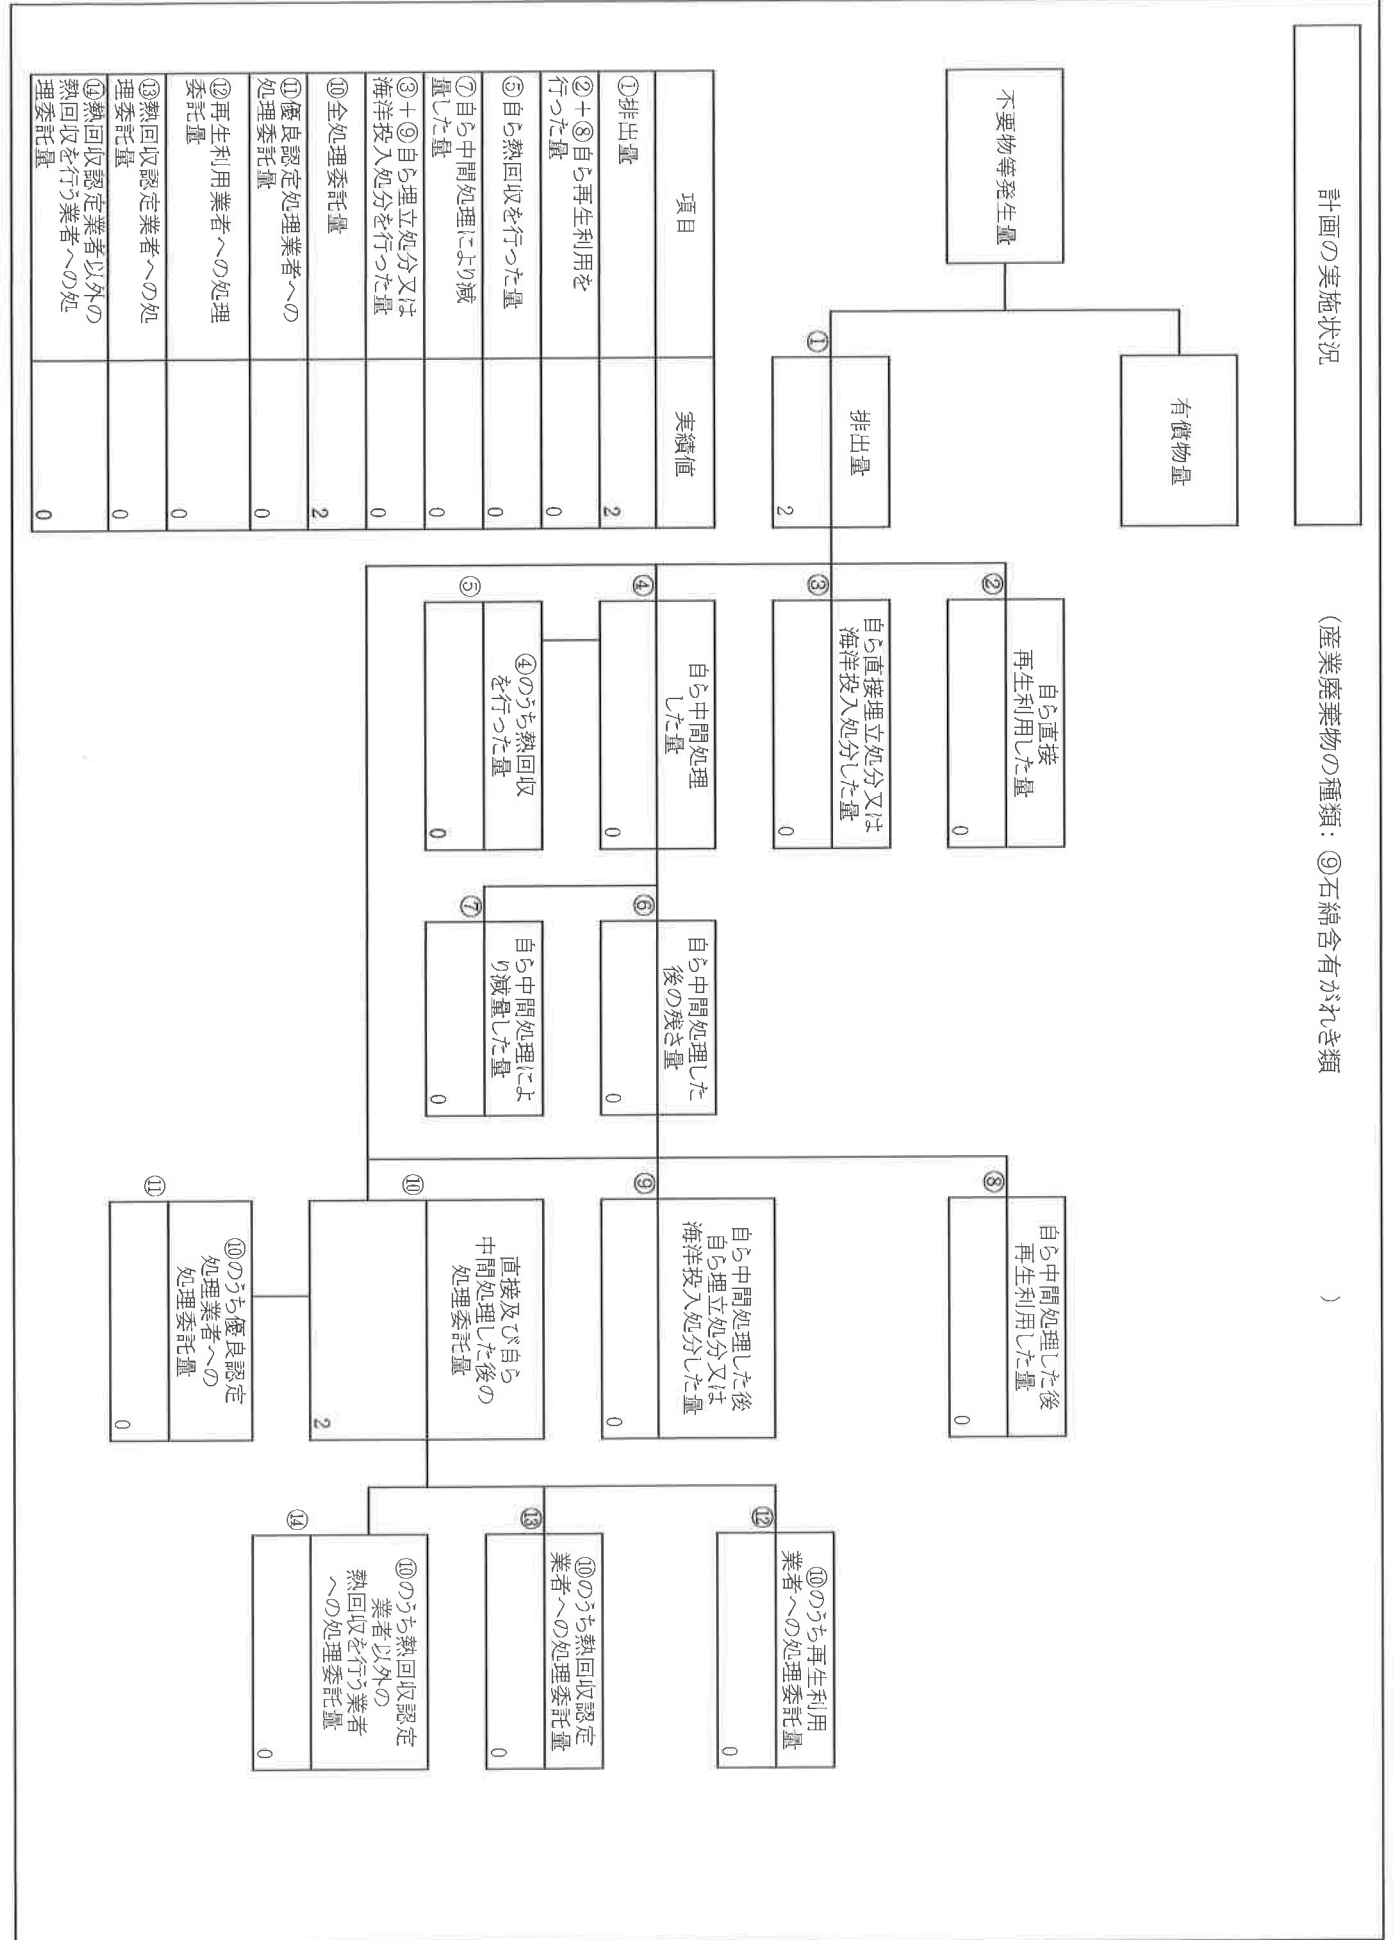 計画の実施状況
（産業廃棄物の種類：⑨石綿含有がれき類　）
不要物等発生量
有償物量
①
排出量
2
②
自ら直接
再生利用した量
0
③
自ら直接埋立処分又は
海洋投入処分した量
0
④
自ら中間処理
した量
0
⑤
④のうち熱回収
を行った量
0
⑥
自ら中間処理した
後の残さ量
0
⑦
自ら中間処理によ
り減量した量
0
⑧
自ら中間処理した後
再生利用した量
0
⑨
自ら中間処理した後
自ら埋立処分又は
海洋投入処分した量
0
⑩
直接及び自ら
中間処理した後の
処理委託量
2
⑪
⑩のうち優良認定
処理業者への
処理委託量
0
⑫
⑩のうち再生利用
業者への処理委託量
0
⑬
⑩のうち熱回収認定
業者への処理委託量
0
⑭
⑩のうち熱回収認定
業者以外の
熱回収を行う業者
への処理委託量
0
項目　実績値
①排出量　2
②＋⑧自ら再生利用を
行った量　0
⑤自ら熱回収を行った量　0
⑦自ら中間処理により減
量した量　0
③＋⑨自ら埋立処分又は
海洋投入処分を行った量　0
⑩全処理委託量　2
⑪優良認定処理業者への
処理委託量　0
⑫再生利用業者への処理
委託量　0
⑬熱回収認定業者への処
理委託量　0
⑭熱回収認定業者以外の
熱回収を行う業者への処
理委託量　0